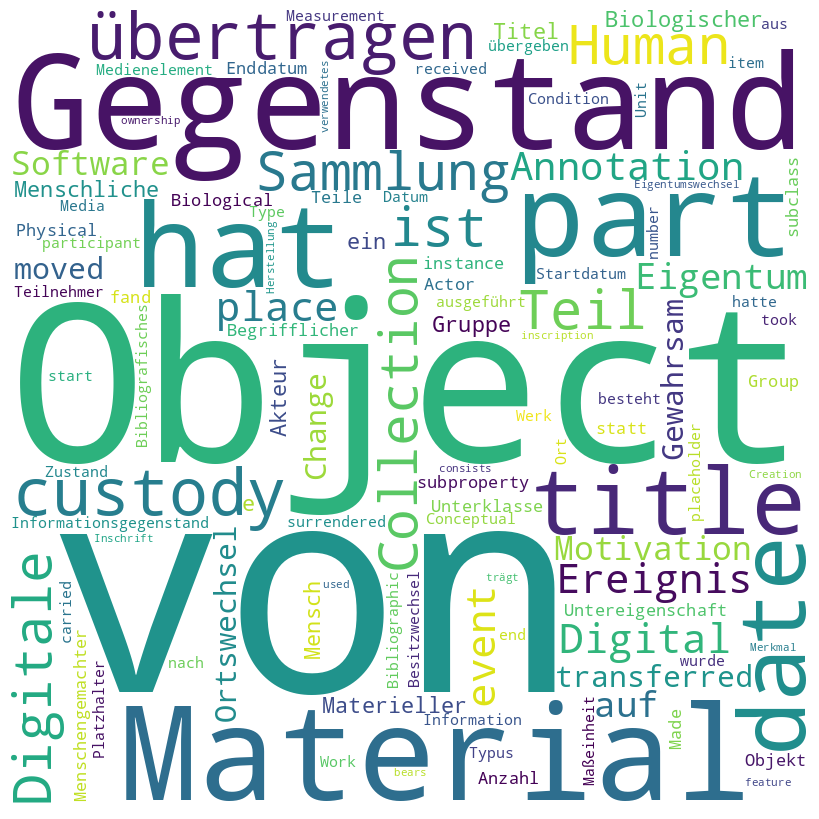 Measurement
übertragen
Titel
Biologischer
aus
Human
übergeben
Medienelement
Enddatum
received
item
Gegenstand
verwendetes
Condition
Unit
ownership
Software
Sammlung
Annotation
subclass
Menschliche
Biological
Teile
Datum
Eigentumswechsel
Media
Type
hat
ist
part
number
Physical
participant
ein
Herstellung
moved
instance
Startdatum
Eigentum
Actor
Teilnehmer
fand
place
ausgeführt
Teil
hatte
Bibliografisches
Begrifflicher
Gruppe
took
inscription
Collection
Gewahrsam
Object
start
Akteur
Change
Group
besteht
Werk
statt
Ort
placeholder
Zustand
consists
Creation
custody
e
subproperty
title
Unterklasse
Informationsgegenstand
surrendered
Conceptual
Inschrift
Ortswechsel
von
Motivation
date
Digitale
carried
Menschengemachter
Platzhalter
Mensch
used
Bibliographic
Besitzwechsel
event
trägt
Ereignis
Untereigenschaft
end
Digital
Merkmal
nach
wurde
transferred
Materieller
auf
Material
Information
Maßeinheit
Made
Work
Typus
Objekt
bears
Anzahl
feature